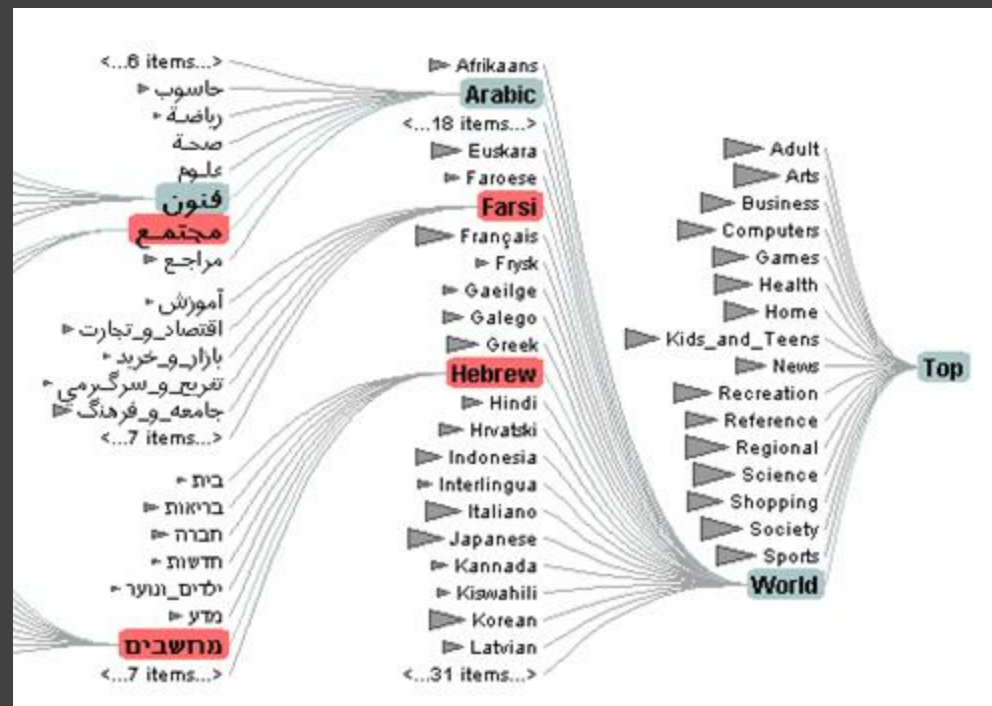 Top
Adult
Arts
Business
Computers
Games
Health
Home
Kids_and_Teens
News
Recreation
Reference
Regional
Science
Shopping
Society
Sports
World
Afrikaans
Arabic
<...18 items...>
Euskara
Faroese
Farsi
Français
Frysk
Gaeilge
Galego
Greek
Hebrew
Hindi
Hrvatski
Indonesia
Interlingua
Italiano
Japanese
Kannada
Kiswahili
Korean
Latvian
<...31 items...>
<...6 items...>
حاسوب
رياضة
صحة
علوم
فنون
مجتمع
مراجع
آموزش
اقتصاد_و_تجارت
بازار_و_خرید
تفریح_و_سرگرمی
جامعه_و_فرهنگ
<...7 items...>
בית
בריאות
חברה
חדשות
ילדים_ונוער
מדע
מחשבים
<...7 items...>